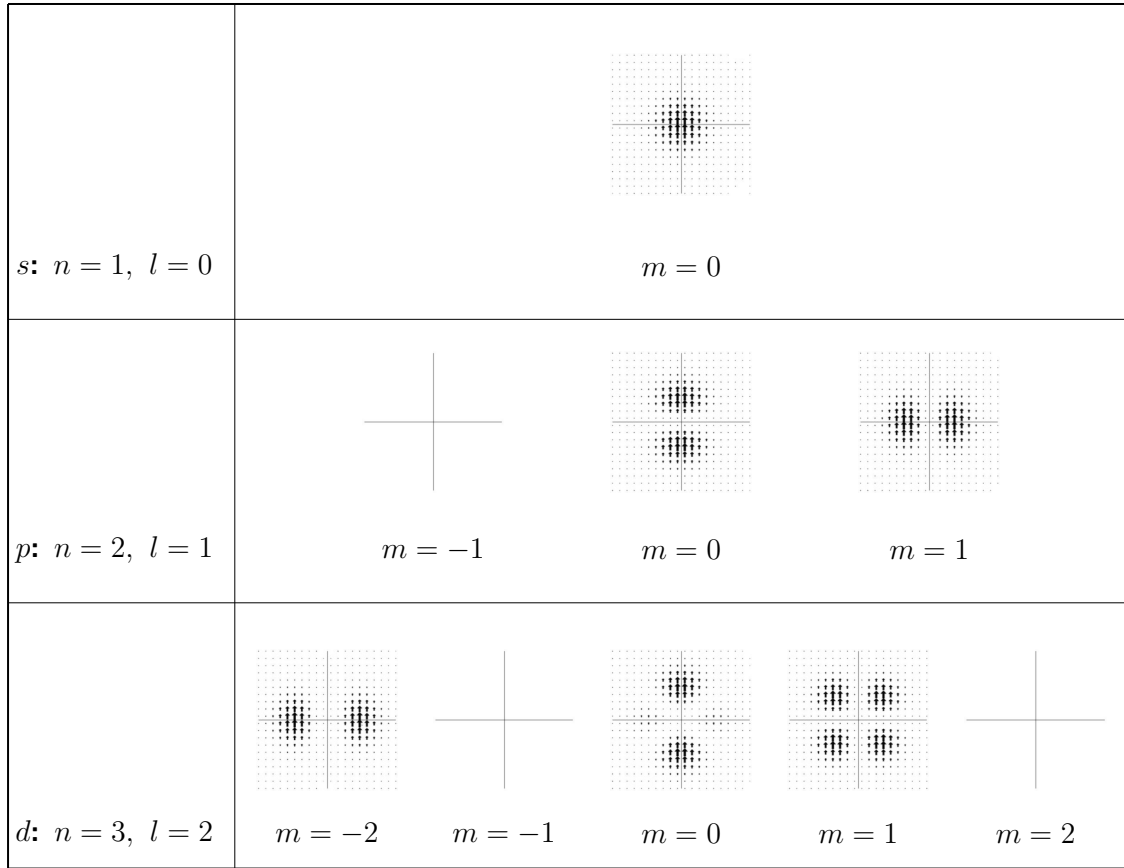 s: n = 1, l = 0
m = 0
p: n = 2, l = 1
m = −1
m = 0
m = 1
d: n = 3, l = 2
m = −2
m = −1
m = 0
m = 1
m = 2